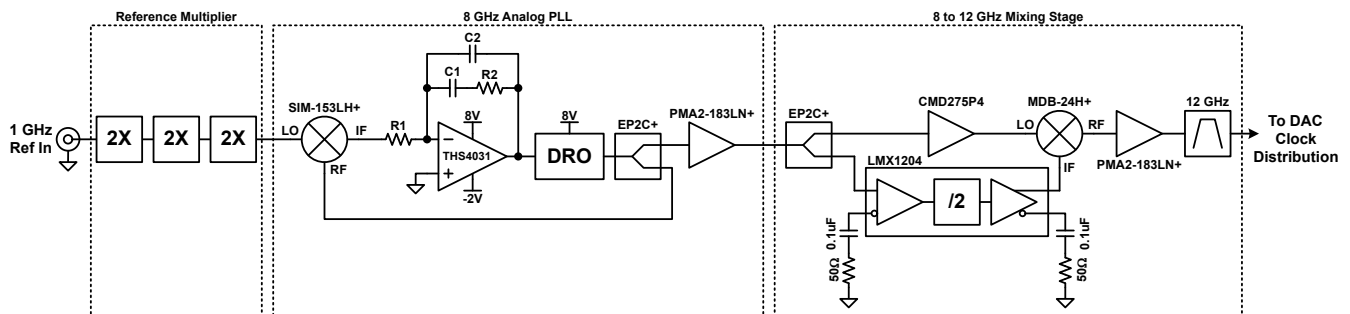 Reference Multiplier
8 GHz Analog PLL
8 to 12 GHz Mixing Stage
1 GHz
Ref In
2X
2X
2X
SIM-153LH+
LO
IF
RF
R1
C2
C1
R2
8V
THS4031
-2V
8V
DRO
EP2C+
PMA2-183LN+
EP2C+
CMD275P4
LMX1204
/2
0.1uF
50Ω
0.1uF
50Ω
MDB-24H+
LO
RF
IF
PMA2-183LN+
12 GHz
To DAC
Clock
Distribution